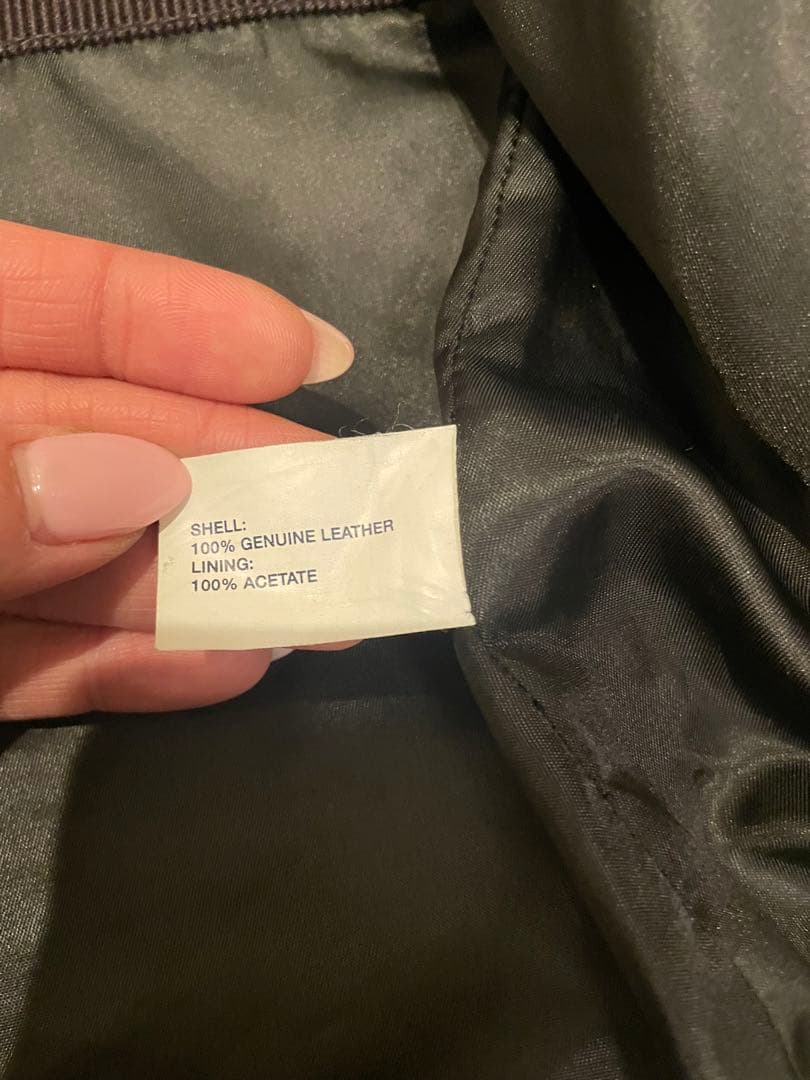 SHELL:
100% GENUINE LEATHER
LINING:
100% ACETATE